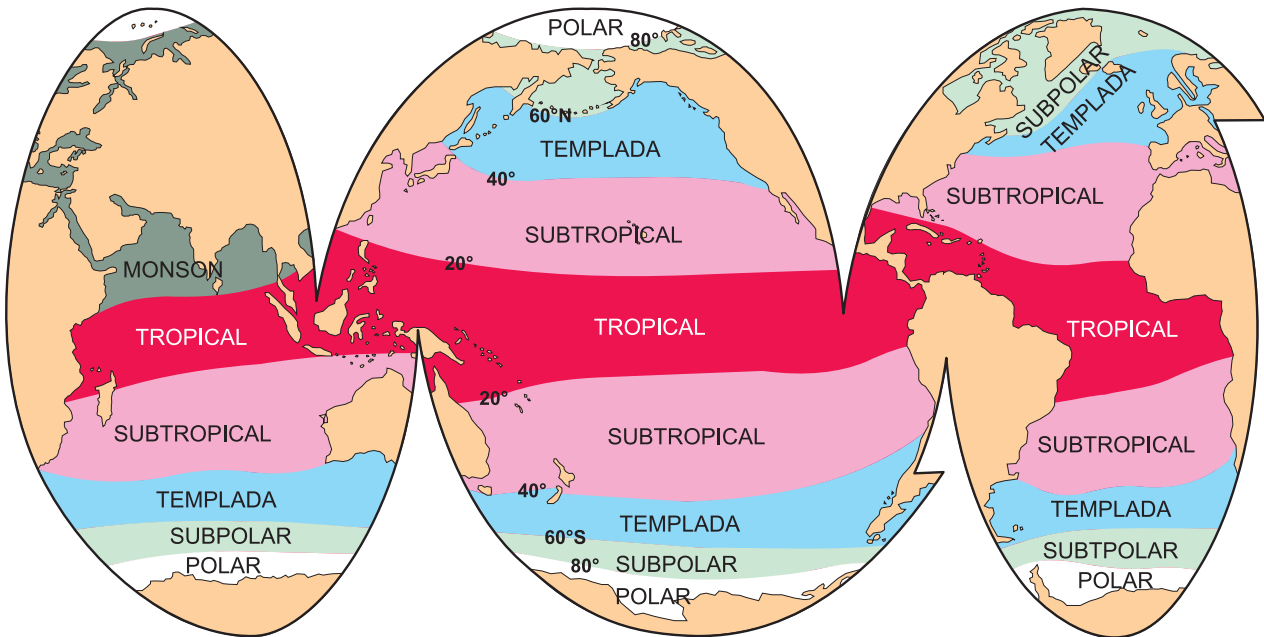 MONSON
TROPICAL
SUBTROPICAL
TEMPLADA
SUBPOLAR
POLAR
POLAR
80°
60°N
TEMPLADA
40°
SUBTROPICAL
20°
TROPICAL
20°
SUBTROPICAL
40°
TEMPLADA
60°S
SUBPOLAR
80°
POLAR
SUBPOLAR
TEMPLADA
SUBTROPICAL
TROPICAL
SUBTROPICAL
TEMPLADA
SUBTPOLAR
POLAR